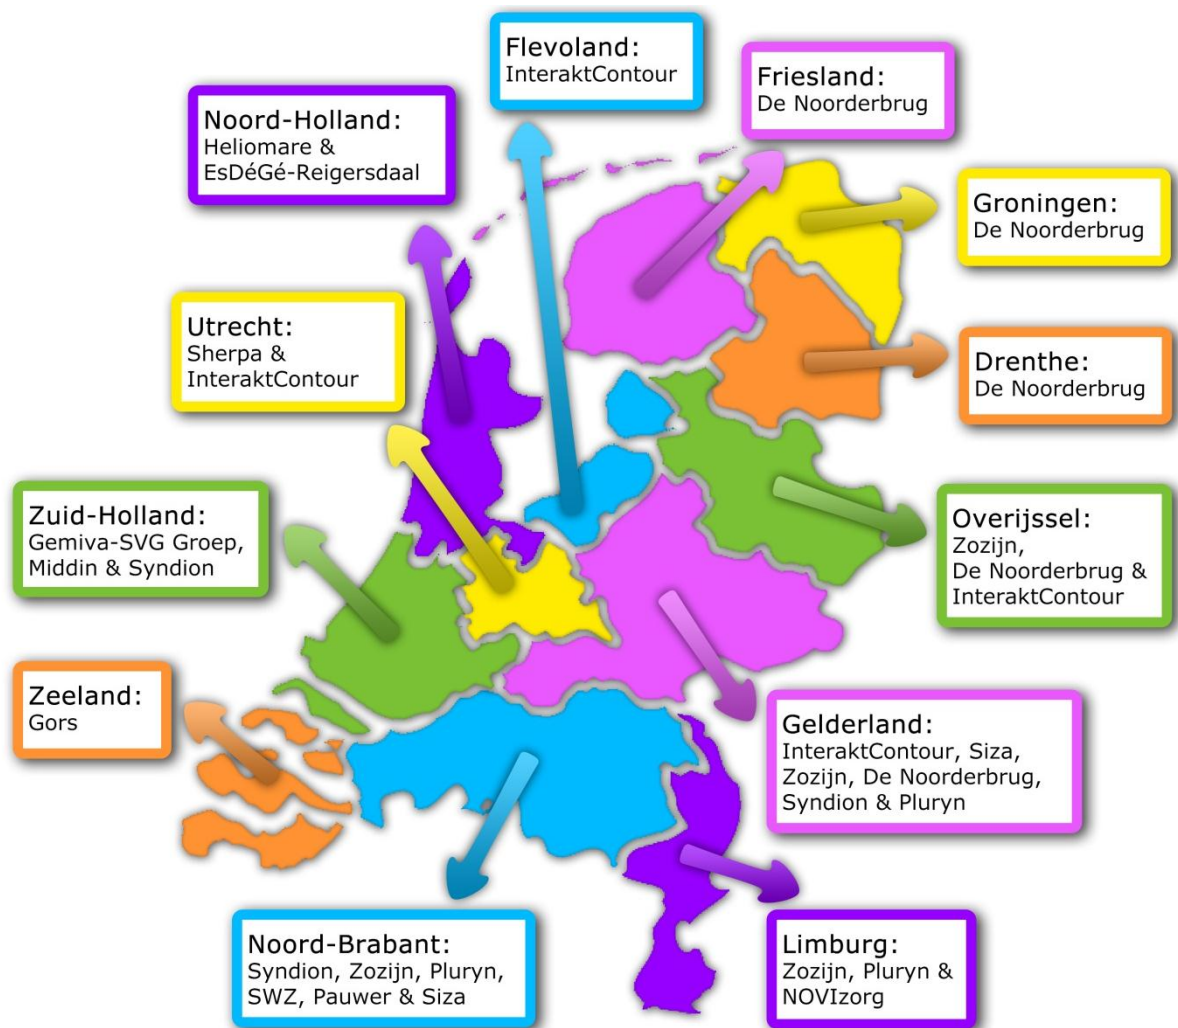 Flevoland:
InteraktContour
Friesland:
De Noorderbrug
Noord-Holland:
Heliomare &
EsDéGé-Reigersdaal
Groningen:
De Noorderbrug
Utrecht:
Sherpa &
InteraktContour
Drenthe:
De Noorderbrug
Zuid-Holland:
Gemiva-SVG Groep,
Middin & Syndion
Overijssel:
Zozijn,
De Noorderbrug &
InteraktContour
Zeeland:
Gors
Gelderland:
InteraktContour, Siza,
Zozijn, De Noorderbrug,
Syndion & Pluryn
Noord-Brabant:
Syndion, Zozijn, Pluryn,
SWZ, Pauwer & Siza
Limburg:
Zozijn, Pluryn &
NOVIzorg